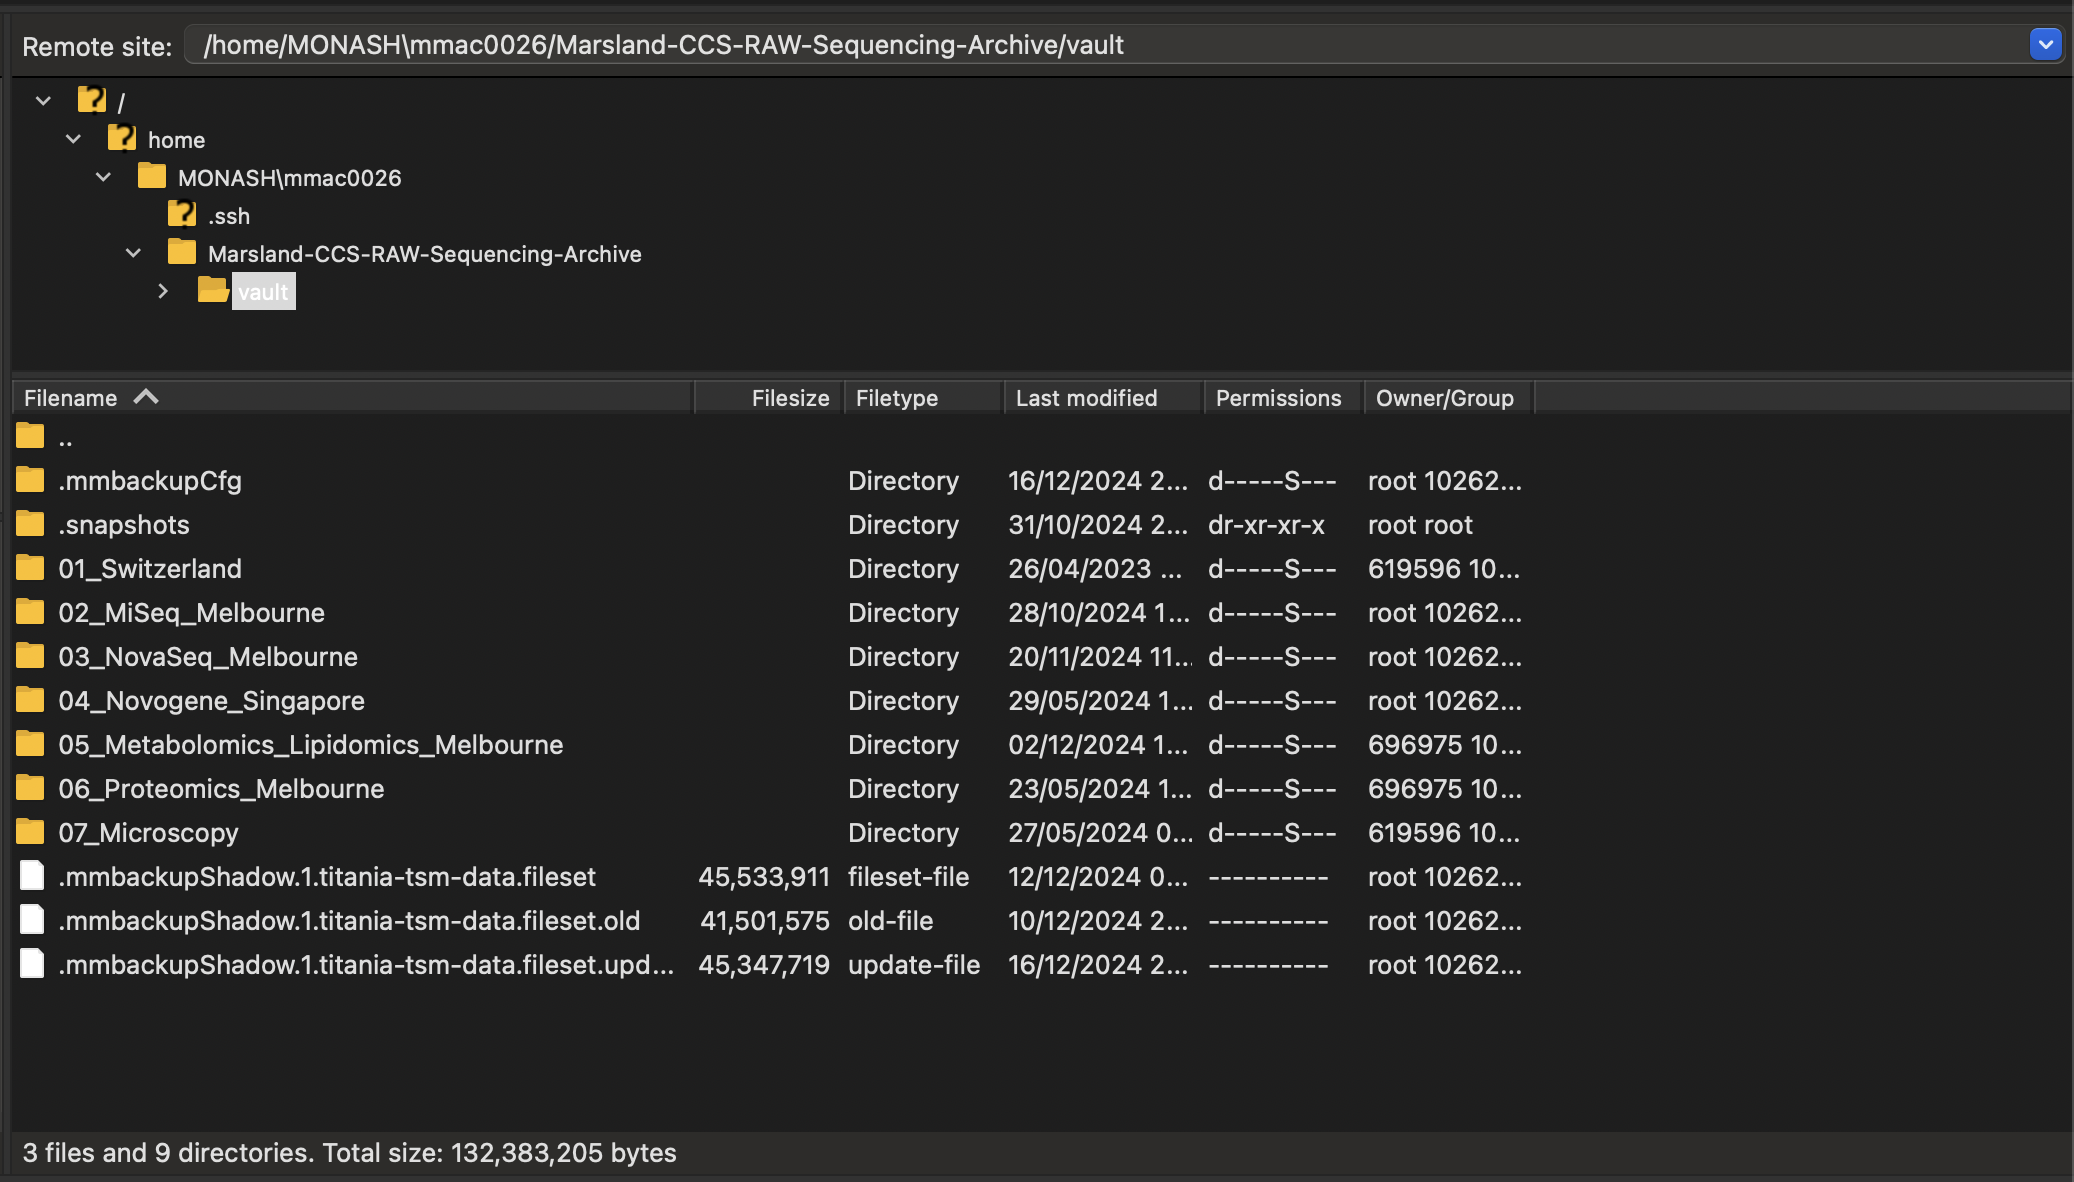 Remote site: /home/MONASH\mmac0026/Marsland-CCS-RAW-Sequencing-Archive/vault
/
home
MONASH\mmac0026
.ssh
Marsland-CCS-RAW-Sequencing-Archive
vault
Filename Filesize Filetype Last modified Permissions Owner/Group
..
.mmbackupCfg Directory 16/12/2024 2... d-----S--- root 10262...
.snapshots Directory 31/10/2024 2... dr-xr-xr-x root root
01_Switzerland Directory 26/04/2023 ... d-----S--- 619596 10...
02_MiSeq_Melbourne Directory 28/10/2024 1... d-----S--- root 10262...
03_NovaSeq_Melbourne Directory 20/11/2024 11... d-----S--- root 10262...
04_Novogene_Singapore Directory 29/05/2024 1... d-----S--- root 10262...
05_Metabolomics_Lipidomics_Melbourne Directory 02/12/2024 1... d-----S--- 696975 10...
06_Proteomics_Melbourne Directory 23/05/2024 1... d-----S--- 696975 10...
07_Microscopy Directory 27/05/2024 0... d-----S--- 619596 10...
.mmbackupShadow.1.titania-tsm-data.fileset 45,533,911 fileset-file 12/12/2024 0... ---------- root 10262...
.mmbackupShadow.1.titania-tsm-data.fileset.old 41,501,575 old-file 10/12/2024 2... ---------- root 10262...
.mmbackupShadow.1.titania-tsm-data.fileset.upd... 45,347,719 update-file 16/12/2024 2... ---------- root 10262...
3 files and 9 directories. Total size: 132,383,205 bytes